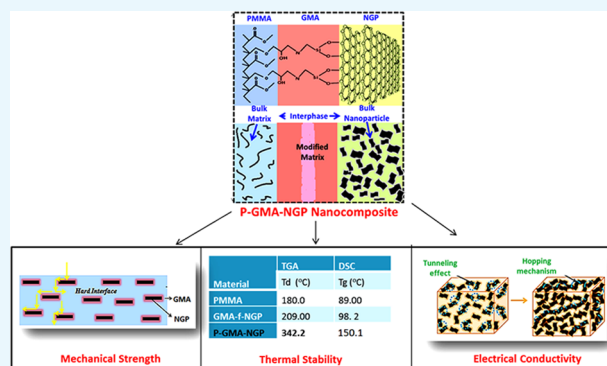 PMMA GMA NGP
Bulk Matrix
Interphase
Bulk Nanoparticle
Modified Matrix
P-GMA-NGP Nanocomposite
Hard Interface
GMA
NGP
Mechanical Strength
TGA DSC
Material Td (°C) Tg (°C)
PMMA 180.0 89.00
GMA-f-NGP 209.00 98. 2
P-GMA-NGP 342.2 150.1
Thermal Stability
Tunneling effect
Hopping mechanism
Electrical Conductivity